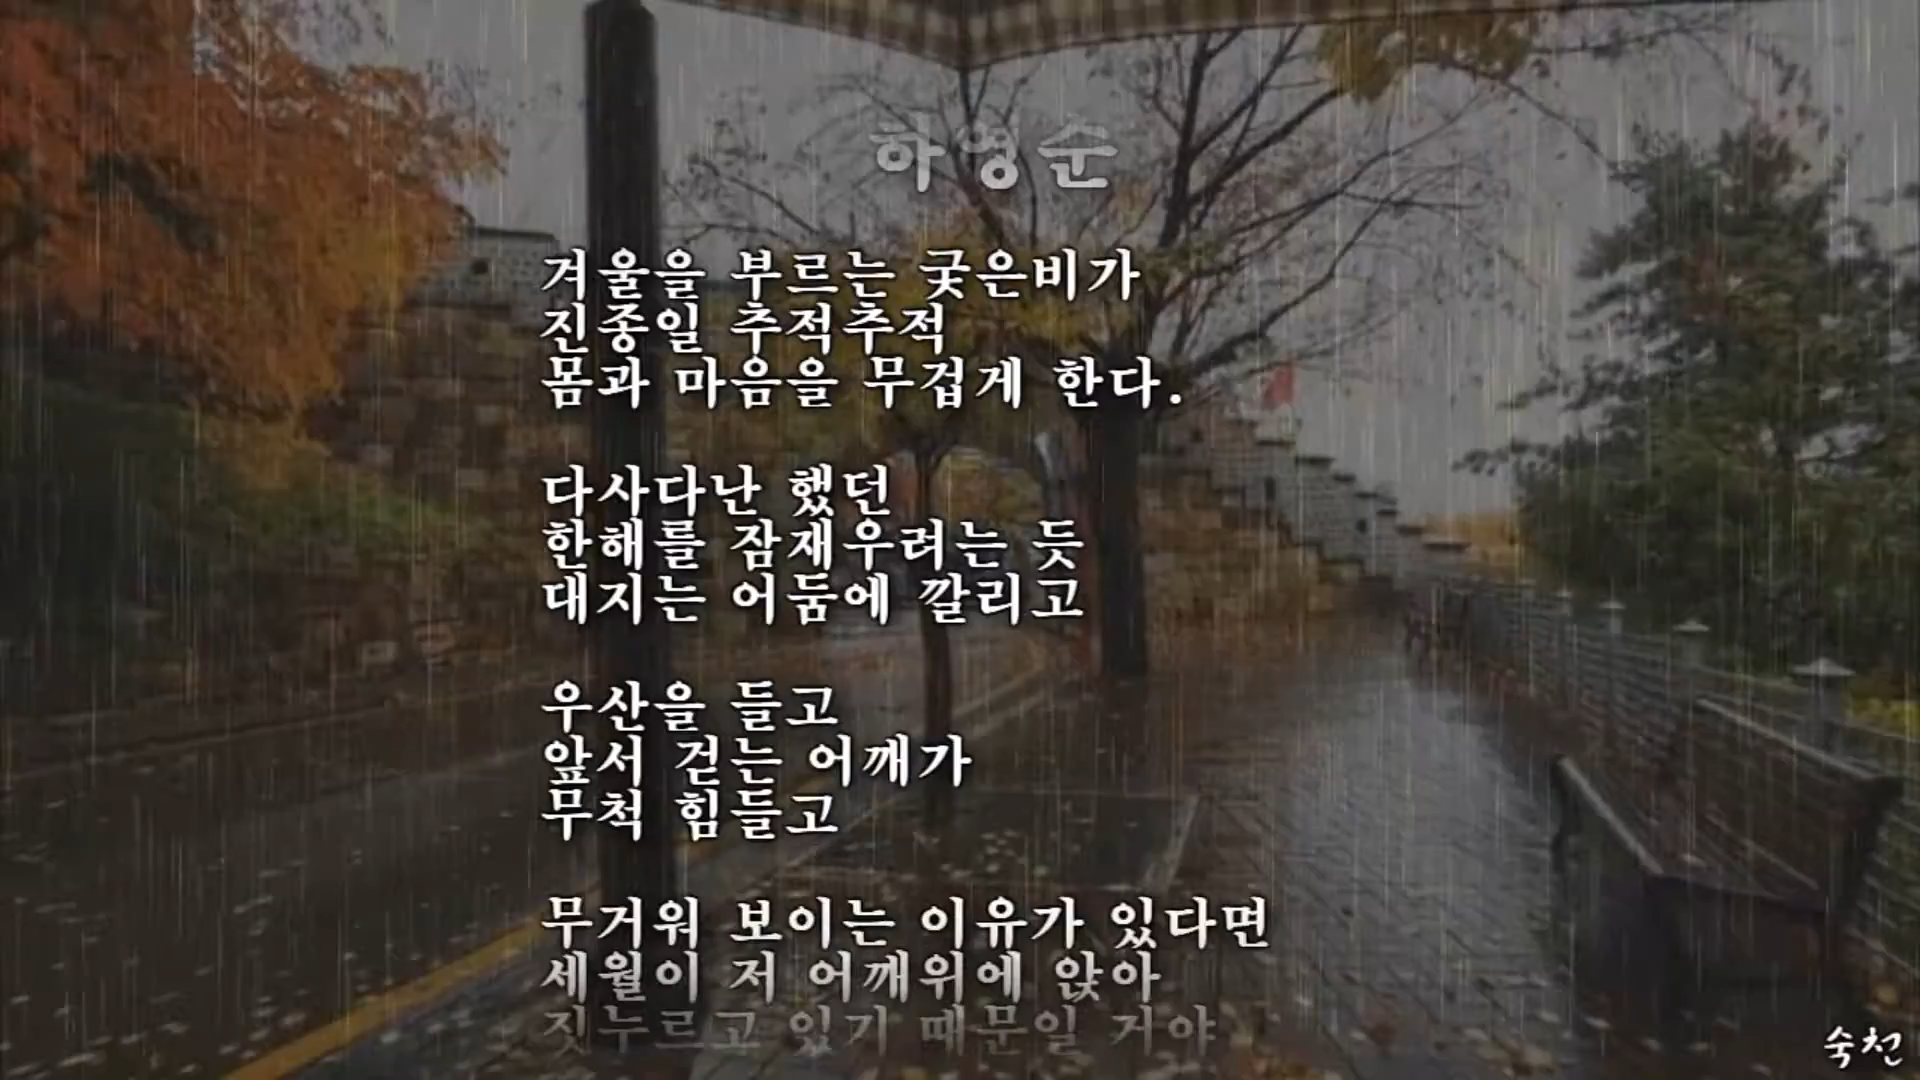 하영순
겨울을 부르는 궂은비가
진종일 추적추적
몸과 마음을 무겁게 한다.
다사다난 했던
한해를 잠재우려는 듯
대지는 어둠에 깔리고
우산을 들고
앞서 걷는 어깨가
무척 힘들고
무거워 보이는 이유가 있다면
세월이 저 어깨위에 앉아
짓누르고 있기 때문일 거야
숙천